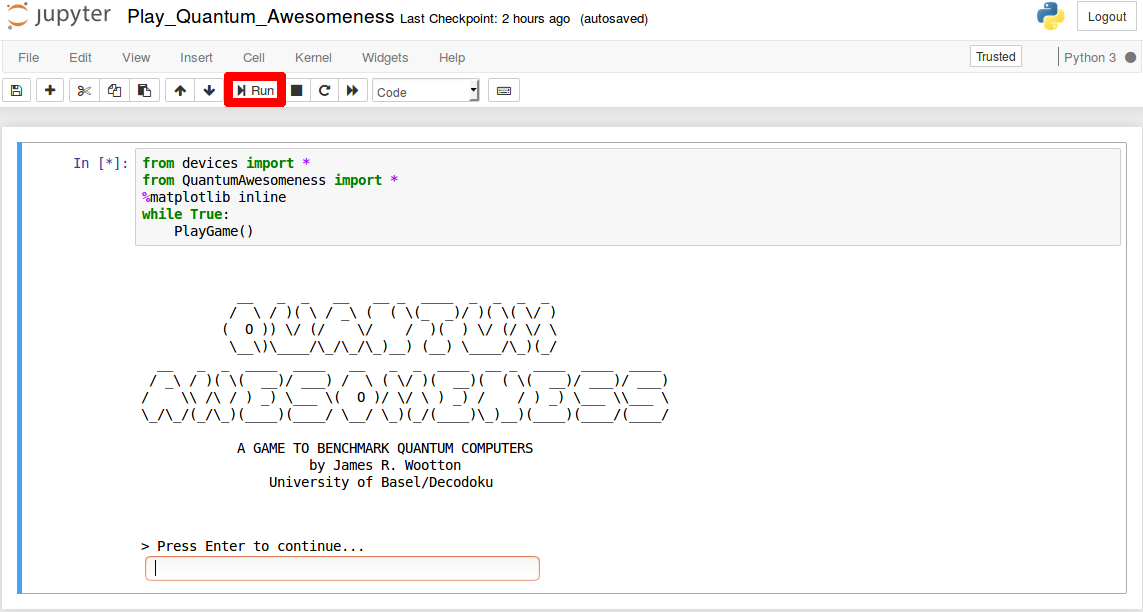 jupyter Play_Quantum_Awesomeness Last Checkpoint: 2 hours ago (autosaved) Logout
File Edit View Insert Cell Kernel Widgets Help Trusted Python 3
Run Code
In [*]: from devices import *
from QuantumAwesomeness import *
%matplotlib inline
while True:
PlayGame()
QUANTUM
AWESOMENESS
A GAME TO BENCHMARK QUANTUM COMPUTERS
by James R. Wootton
University of Basel/Decodoku
> Press Enter to continue...